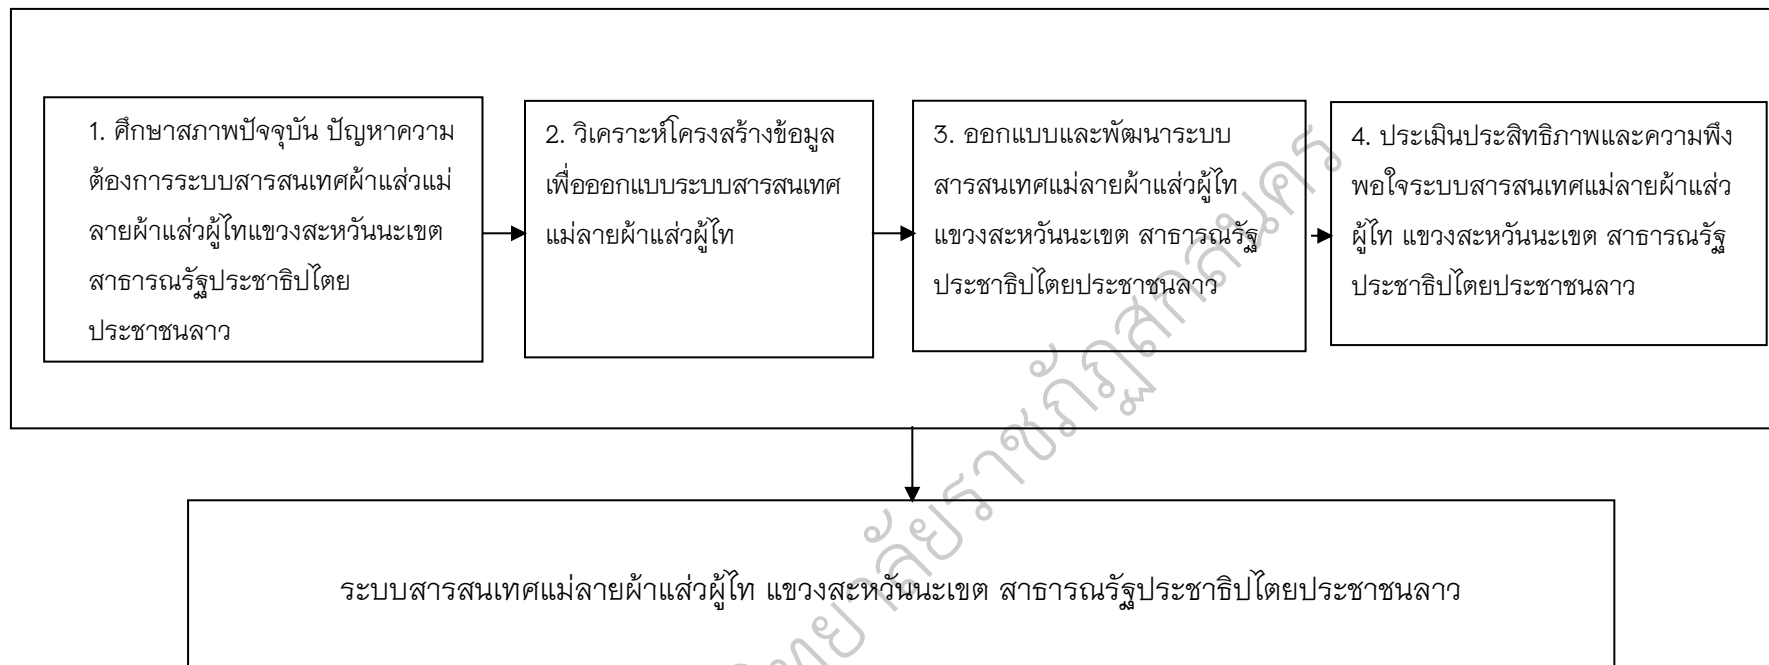 1. ศึกษาสภาพปัจจุบัน ปัญหาความ
ต้องการระบบสารสนเทศผ้าแส่วแม่
ลายผ้าแส่วผู้ไทแขวงสะหวันนะเขต
สาธารณรัฐประชาธิปไตย
ประชาชนลาว
2. วิเคราะห์โครงสร้างข้อมูล
เพื่อออกแบบระบบสารสนเทศ
แม่ลายผ้าแส่วผู้ไท
3. ออกแบบและพัฒนาระบบ
สารสนเทศแม่ลายผ้าแส่วผู้ไท
แขวงสะหวันนะเขต สาธารณรัฐ
ประชาธิปไตยประชาชนลาว
4. ประเมินประสิทธิภาพและความพึง
พอใจระบบสารสนเทศแม่ลายผ้าแส่ว
ผู้ไท แขวงสะหวันนะเขต สาธารณรัฐ
ประชาธิปไตยประชาชนลาว
ระบบสารสนเทศแม่ลายผ้าแส่วผู้ไท แขวงสะหวันนะเขต สาธารณรัฐประชาธิปไตยประชาชนลาว
ทยาลัยราชภัฏสกลนคร